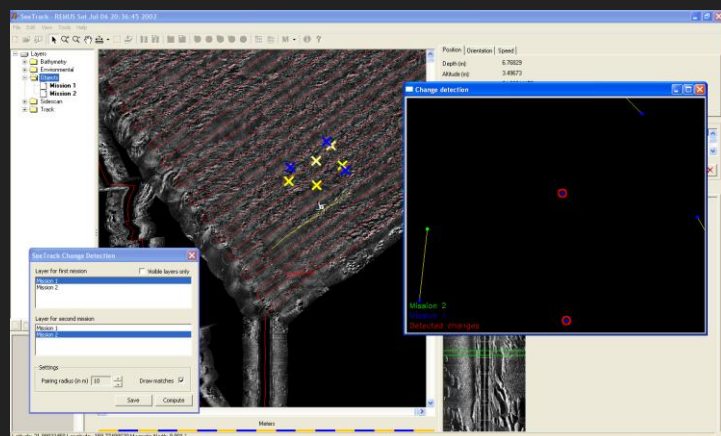 SeeTrack - REMUS Sat Jul 06 20:36:45 2002
File Edit View Tools Help
Layers
Bathymetry
Environmental
Objects
Mission 1
Mission 2
Sidescan
Track
Position Orientation Speed
Depth (m): 6.76829
Altitude (m): 3.49673
Change detection
Mission 2
Mission 1
Detected changes
SeeTrack Change Detection
Layer for first mission
Visible layers only
Mission 1
Mission 2
Layer for second mission
Mission 1
Mission 2
Settings
Pairing radius (in m) 10
Draw matches
Save
Compute
Meters